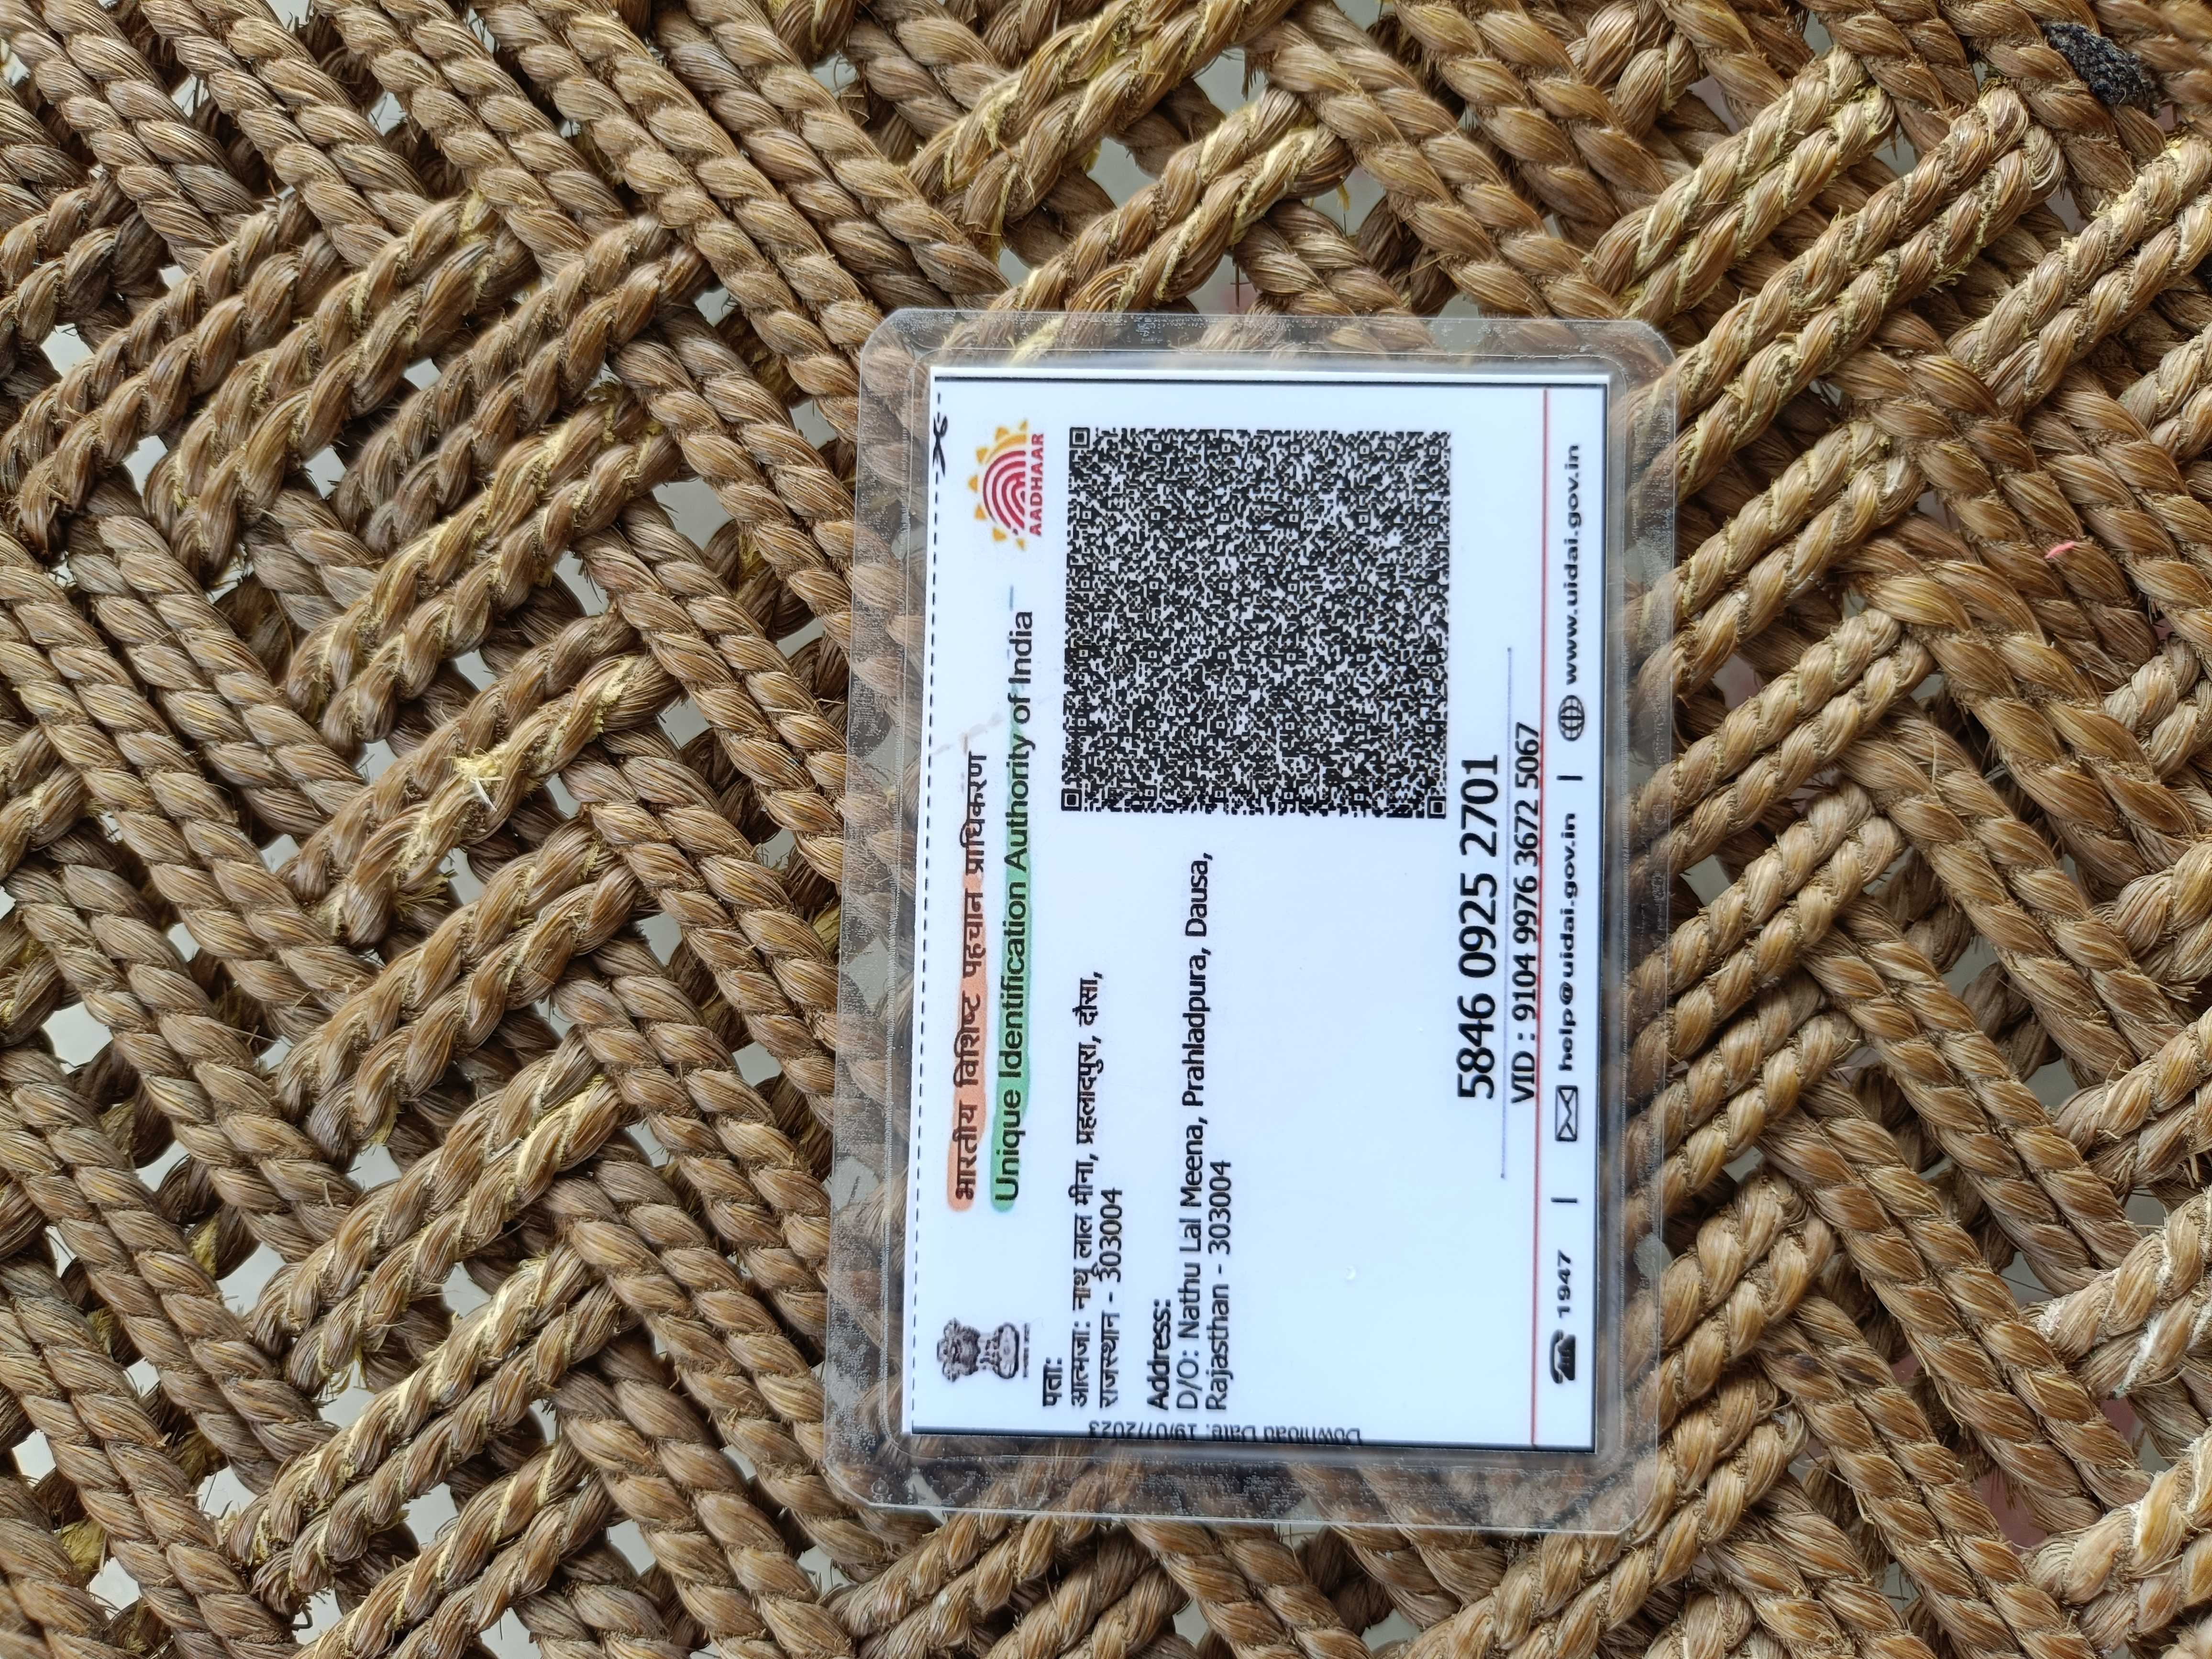 भारतीय विशिष्ट पहचान प्राधिकरण
Unique Identification Authority of India
AADHAAR
पता:
आत्मजा: नाथू लाल मीना, प्रहलादपुरा, दौसा,
राजस्थान - 303004
Address:
D/O: Nathu Lal Meena, Prahladpura, Dausa,
Rajasthan - 303004
Download Date: 19/07/2023
5846 0925 2701
VID : 9104 9976 3672 5067
1947 | help@uidai.gov.in | www.uidai.gov.in